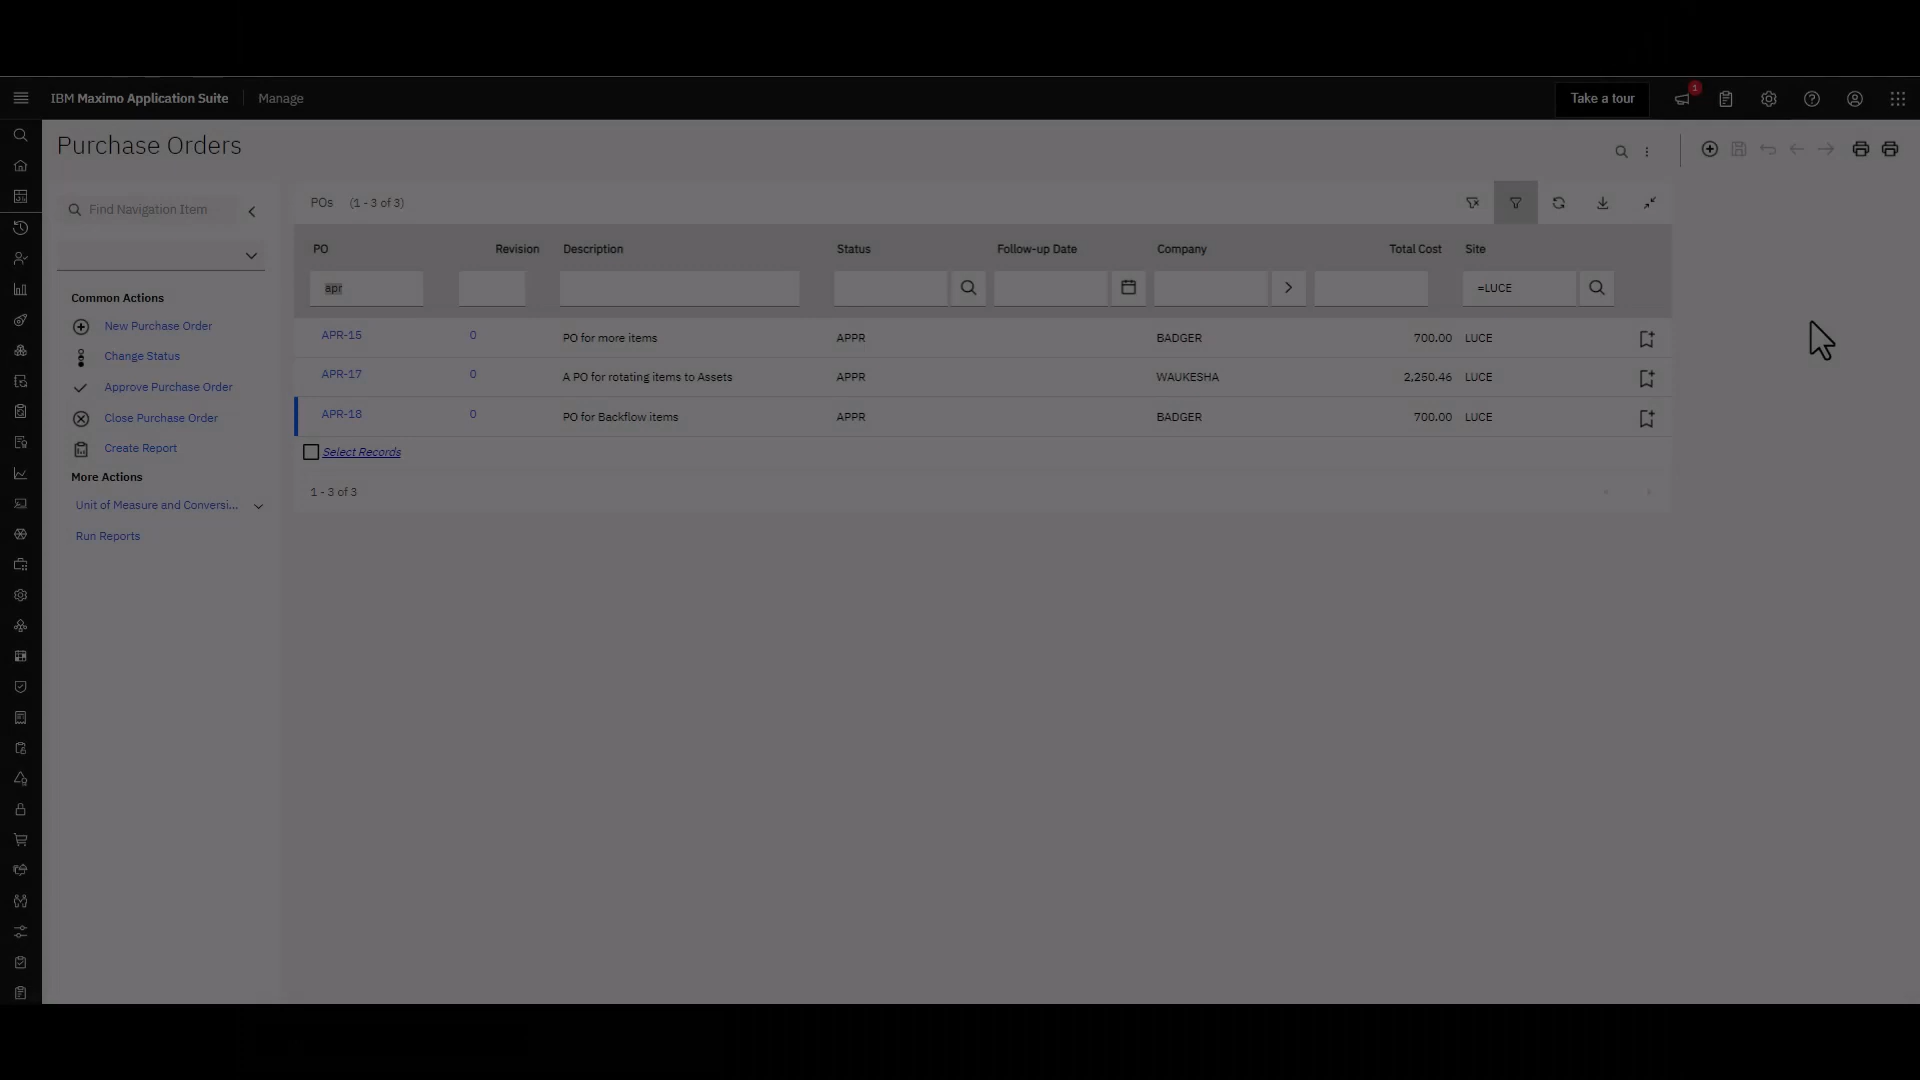 IBM Maximo Application Suite Manage Take a tour 1
Purchase Orders
Find Navigation Item
POs (1 - 3 of 3)
PO Revision Description Status Follow-up Date Company Total Cost Site
apr =LUCE
Common Actions
New Purchase Order
Change Status
Approve Purchase Order
Close Purchase Order
Create Report
More Actions
Unit of Measure and Conversi...
Run Reports
APR-15 0 PO for more items APPR BADGER 700.00 LUCE
APR-17 0 A PO for rotating items to Assets APPR WAUKESHA 2,250.46 LUCE
APR-18 0 PO for Backflow items APPR BADGER 700.00 LUCE
Select Records
1 - 3 of 3